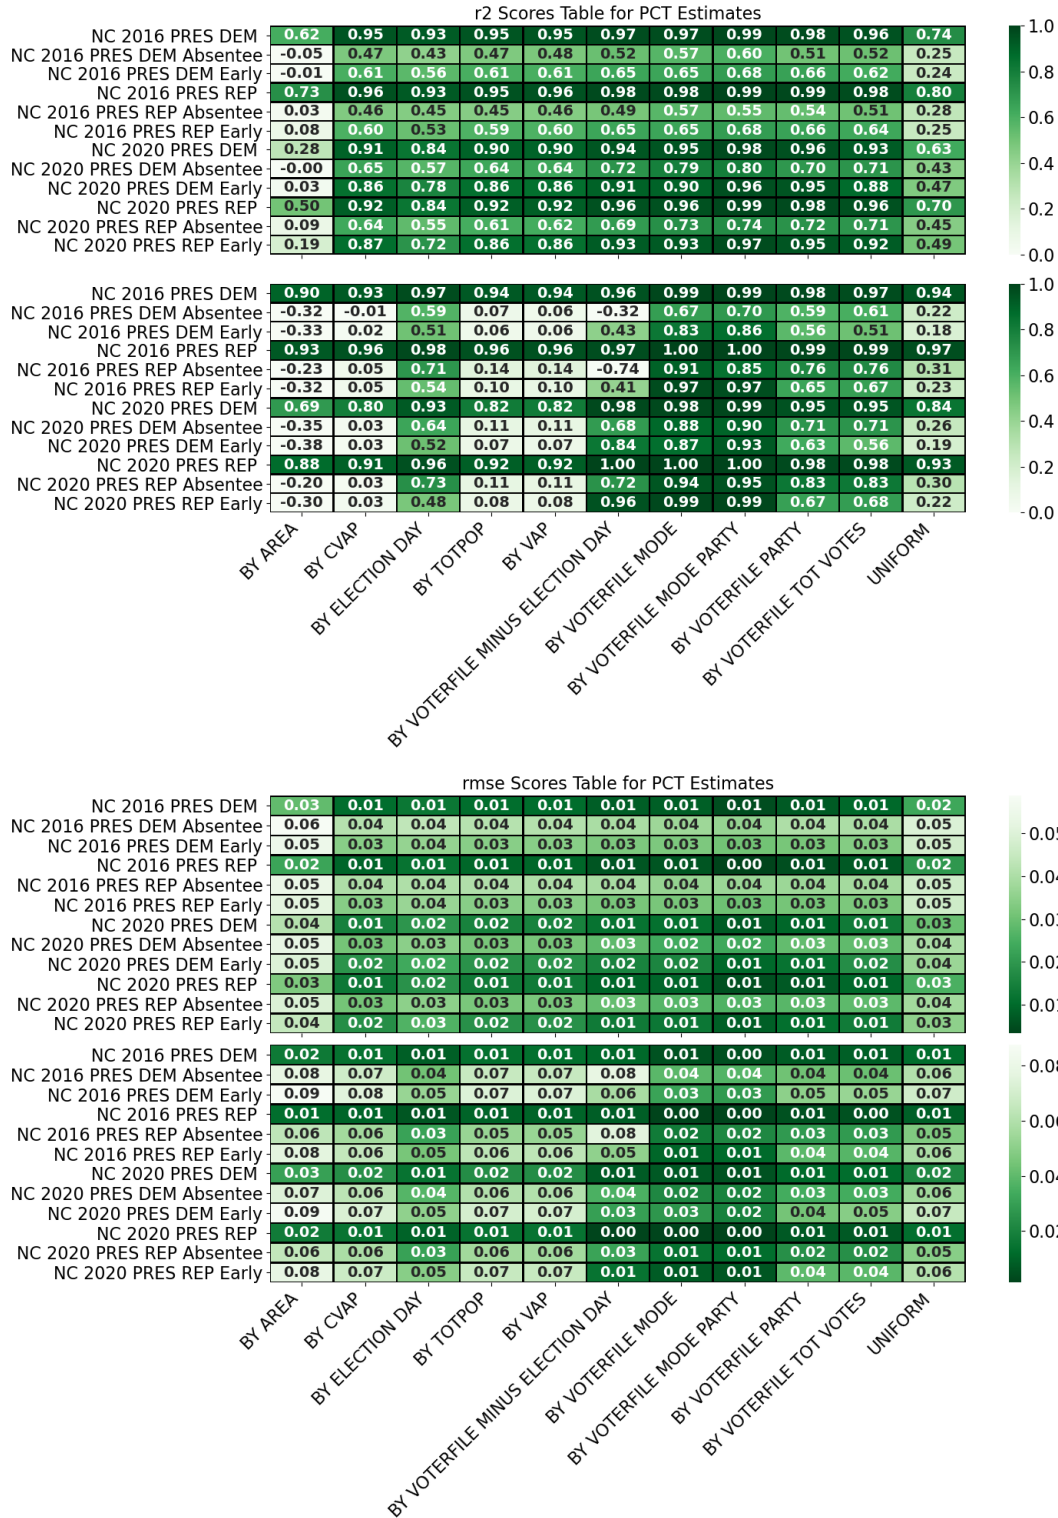 r2 Scores Table for PCT Estimates
NC 2016 PRES DEM 0.62 0.95 0.93 0.95 0.95 0.97 0.97 0.99 0.98 0.96 0.74
NC 2016 PRES DEM Absentee -0.05 0.47 0.43 0.47 0.48 0.52 0.57 0.60 0.51 0.52 0.25
NC 2016 PRES DEM Early -0.01 0.61 0.56 0.61 0.61 0.65 0.65 0.68 0.66 0.62 0.24
NC 2016 PRES REP 0.73 0.96 0.93 0.95 0.96 0.98 0.98 0.99 0.99 0.98 0.80
NC 2016 PRES REP Absentee 0.03 0.46 0.45 0.45 0.46 0.49 0.57 0.55 0.54 0.51 0.28
NC 2016 PRES REP Early 0.08 0.60 0.53 0.59 0.60 0.65 0.65 0.68 0.66 0.64 0.25
NC 2020 PRES DEM 0.28 0.91 0.84 0.90 0.90 0.94 0.95 0.98 0.96 0.93 0.63
NC 2020 PRES DEM Absentee -0.00 0.65 0.57 0.64 0.64 0.72 0.79 0.80 0.70 0.71 0.43
NC 2020 PRES DEM Early 0.03 0.86 0.78 0.86 0.86 0.91 0.90 0.96 0.95 0.88 0.47
NC 2020 PRES REP 0.50 0.92 0.84 0.92 0.92 0.96 0.96 0.99 0.98 0.96 0.70
NC 2020 PRES REP Absentee 0.09 0.64 0.55 0.61 0.62 0.69 0.73 0.74 0.72 0.71 0.45
NC 2020 PRES REP Early 0.19 0.87 0.72 0.86 0.86 0.93 0.93 0.97 0.95 0.92 0.49
1.0
0.8
0.6
0.4
0.2
0.0
NC 2016 PRES DEM 0.90 0.93 0.97 0.94 0.94 0.96 0.99 0.99 0.98 0.97 0.94
NC 2016 PRES DEM Absentee -0.32 -0.01 0.59 0.07 0.06 -0.32 0.67 0.70 0.59 0.61 0.22
NC 2016 PRES DEM Early -0.33 0.02 0.51 0.06 0.06 0.43 0.83 0.86 0.56 0.51 0.18
NC 2016 PRES REP 0.93 0.96 0.98 0.96 0.96 0.97 1.00 1.00 0.99 0.99 0.97
NC 2016 PRES REP Absentee -0.23 0.05 0.71 0.14 0.14 -0.74 0.91 0.85 0.76 0.76 0.31
NC 2016 PRES REP Early -0.32 0.05 0.54 0.10 0.10 0.41 0.97 0.97 0.65 0.67 0.23
NC 2020 PRES DEM 0.69 0.80 0.93 0.82 0.82 0.98 0.98 0.99 0.95 0.95 0.84
NC 2020 PRES DEM Absentee -0.35 0.03 0.64 0.11 0.11 0.68 0.88 0.90 0.71 0.71 0.26
NC 2020 PRES DEM Early -0.38 0.03 0.52 0.07 0.07 0.84 0.87 0.93 0.63 0.56 0.19
NC 2020 PRES REP 0.88 0.91 0.96 0.92 0.92 1.00 1.00 1.00 0.98 0.98 0.93
NC 2020 PRES REP Absentee -0.20 0.03 0.73 0.11 0.11 0.72 0.94 0.95 0.83 0.83 0.30
NC 2020 PRES REP Early -0.30 0.03 0.48 0.08 0.08 0.96 0.99 0.99 0.67 0.68 0.22
1.0
0.8
0.6
0.4
0.2
0.0
BY AREA
BY CVAP
BY ELECTION DAY
BY TOTPOP
BY VAP
BY VOTERFILE MINUS ELECTION DAY
BY VOTERFILE MODE
BY VOTERFILE MODE PARTY
BY VOTERFILE PARTY
BY VOTERFILE TOT VOTES
UNIFORM
rmse Scores Table for PCT Estimates
NC 2016 PRES DEM 0.03 0.01 0.01 0.01 0.01 0.01 0.01 0.01 0.01 0.01 0.02
NC 2016 PRES DEM Absentee 0.06 0.04 0.04 0.04 0.04 0.04 0.04 0.04 0.04 0.04 0.05
NC 2016 PRES DEM Early 0.05 0.03 0.04 0.03 0.03 0.03 0.03 0.03 0.03 0.03 0.05
NC 2016 PRES REP 0.02 0.01 0.01 0.01 0.01 0.01 0.01 0.00 0.01 0.01 0.02
NC 2016 PRES REP Absentee 0.05 0.04 0.04 0.04 0.04 0.04 0.04 0.04 0.04 0.04 0.05
NC 2016 PRES REP Early 0.05 0.03 0.04 0.03 0.03 0.03 0.03 0.03 0.03 0.03 0.05
NC 2020 PRES DEM 0.04 0.01 0.02 0.02 0.02 0.01 0.01 0.01 0.01 0.01 0.03
NC 2020 PRES DEM Absentee 0.05 0.03 0.03 0.03 0.03 0.03 0.02 0.02 0.03 0.03 0.04
NC 2020 PRES DEM Early 0.05 0.02 0.02 0.02 0.02 0.02 0.02 0.01 0.01 0.02 0.04
NC 2020 PRES REP 0.03 0.01 0.02 0.01 0.01 0.01 0.01 0.01 0.01 0.01 0.03
NC 2020 PRES REP Absentee 0.05 0.03 0.03 0.03 0.03 0.03 0.03 0.03 0.03 0.03 0.04
NC 2020 PRES REP Early 0.04 0.02 0.03 0.02 0.02 0.01 0.01 0.01 0.01 0.01 0.03
NC 2016 PRES DEM 0.02 0.01 0.01 0.01 0.01 0.01 0.01 0.00 0.01 0.01 0.01
NC 2016 PRES DEM Absentee 0.08 0.07 0.04 0.07 0.07 0.08 0.04 0.04 0.04 0.04 0.06
NC 2016 PRES DEM Early 0.09 0.08 0.05 0.07 0.07 0.06 0.03 0.03 0.05 0.05 0.07
NC 2016 PRES REP 0.01 0.01 0.01 0.01 0.01 0.01 0.00 0.00 0.01 0.00 0.01
NC 2016 PRES REP Absentee 0.06 0.06 0.03 0.05 0.05 0.08 0.02 0.02 0.03 0.03 0.05
NC 2016 PRES REP Early 0.08 0.06 0.05 0.06 0.06 0.05 0.01 0.01 0.04 0.04 0.06
NC 2020 PRES DEM 0.03 0.02 0.01 0.02 0.02 0.01 0.01 0.01 0.01 0.01 0.02
NC 2020 PRES DEM Absentee 0.07 0.06 0.04 0.06 0.06 0.04 0.02 0.02 0.03 0.03 0.06
NC 2020 PRES DEM Early 0.09 0.07 0.05 0.07 0.07 0.03 0.03 0.02 0.04 0.05 0.07
NC 2020 PRES REP 0.02 0.01 0.01 0.01 0.01 0.00 0.00 0.00 0.01 0.01 0.01
NC 2020 PRES REP Absentee 0.06 0.06 0.03 0.06 0.06 0.03 0.01 0.01 0.02 0.02 0.05
NC 2020 PRES REP Early 0.08 0.07 0.05 0.07 0.07 0.01 0.01 0.01 0.04 0.04 0.06
BY AREA
BY CVAP
BY ELECTION DAY
BY TOTPOP
BY VAP
BY VOTERFILE MINUS ELECTION DAY
BY VOTERFILE MODE
BY VOTERFILE MODE PARTY
BY VOTERFILE PARTY
BY VOTERFILE TOT VOTES
UNIFORM